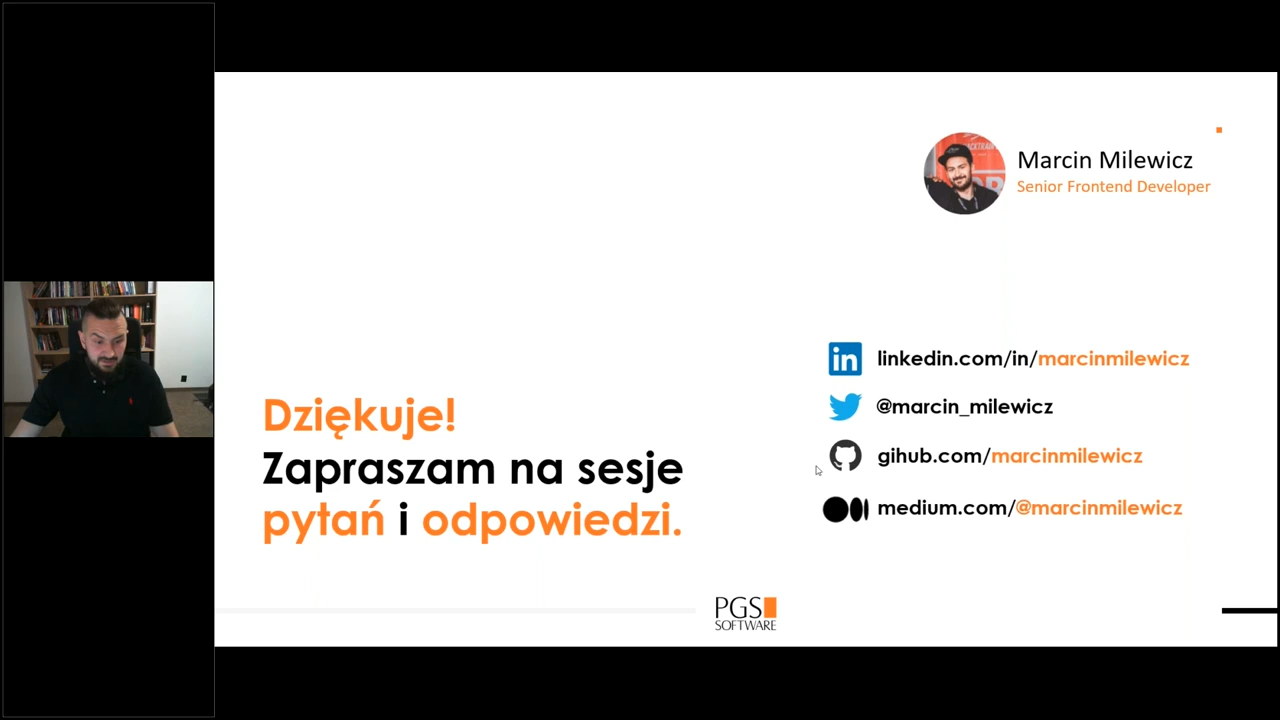 Marcin Milewicz
Senior Frontend Developer
linkedin.com/in/marcinmilewicz
@marcin_milewicz
gihub.com/marcinmilewicz
medium.com/@marcinmilewicz
Dziękuje!
Zapraszam na sesje
pytań i odpowiedzi.
PGS
SOFTWARE